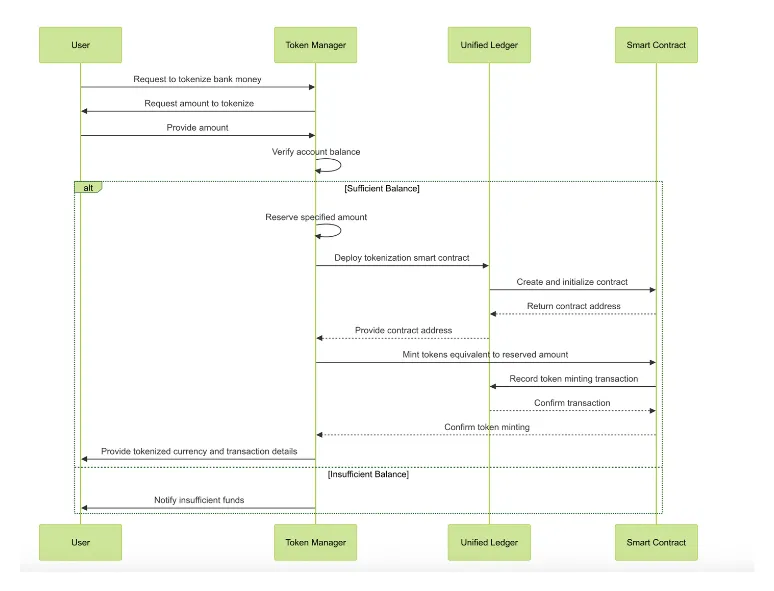 User
Token Manager
Unified Ledger
Smart Contract
Request to tokenize bank money
Request amount to tokenize
Provide amount
Verify account balance
alt
[Sufficient Balance]
Reserve specified amount
Deploy tokenization smart contract
Create and initialize contract
Return contract address
Provide contract address
Mint tokens equivalent to reserved amount
Record token minting transaction
Confirm transaction
Confirm token minting
Provide tokenized currency and transaction details
[Insufficient Balance]
Notify insufficient funds
User
Token Manager
Unified Ledger
Smart Contract